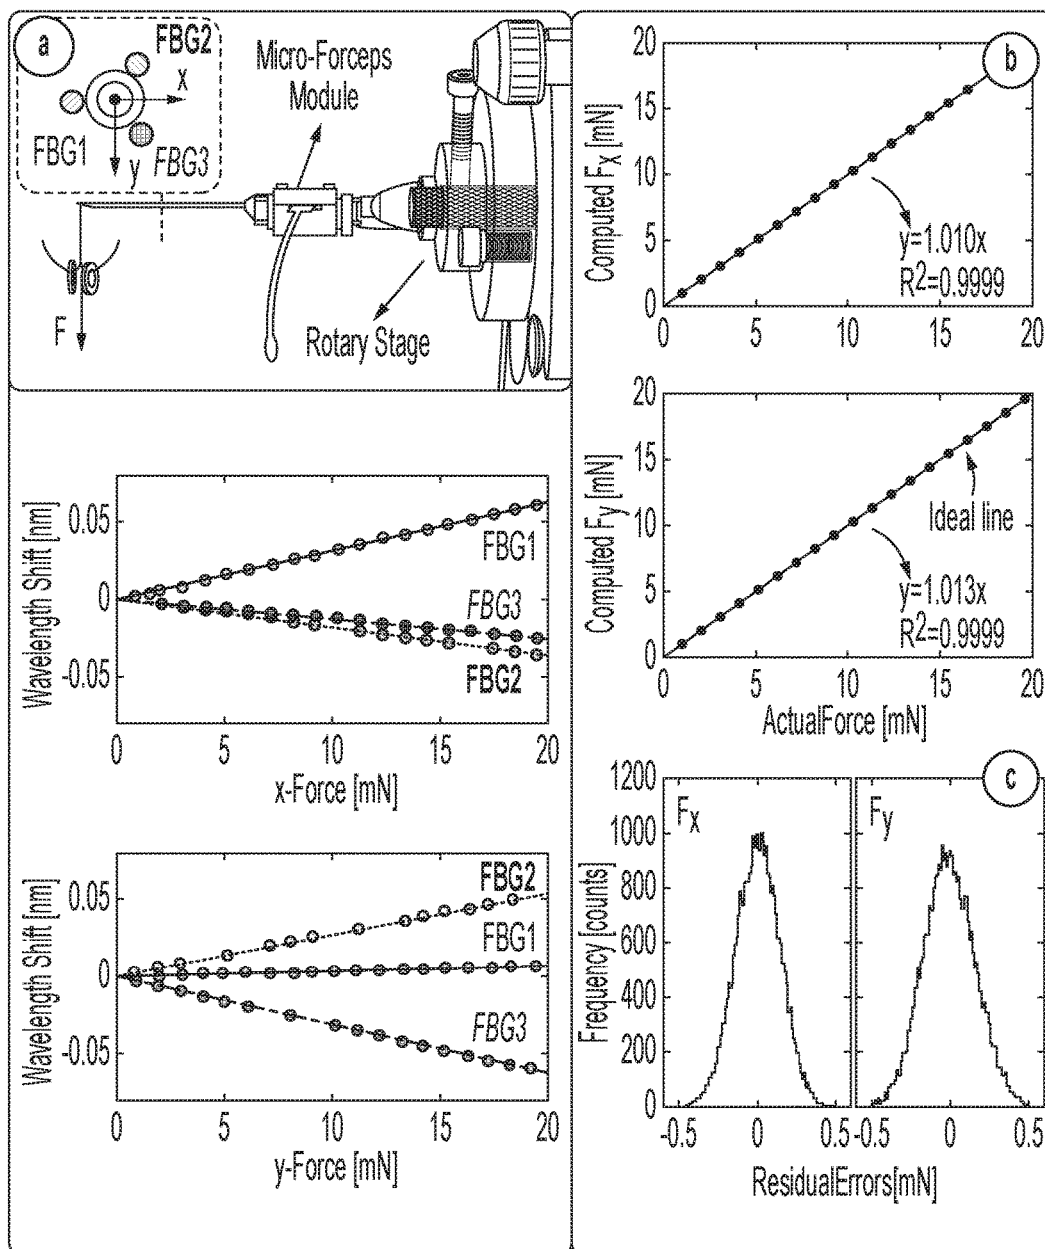 a
FBG2
x
FBG1
y
FBG3
Micro-Forceps
Module
F
Rotary Stage
Wavelength Shift [nm]
0.05
0
-0.05
FBG1
FBG3
FBG2
0 5 10 15 20
x-Force [mN]
Wavelength Shift [nm]
0.05
0
-0.05
FBG2
FBG1
FBG3
0 5 10 15 20
y-Force [mN]
b
Computed Fx [mN]
20
15
10
5
0
y=1.010x
R2=0.9999
0 5 10 15 20
Computed Fy [mN]
20
15
10
5
0
Ideal line
y=1.013x
R2=0.9999
0 5 10 15 20
ActualForce [mN]
c
Frequency [counts]
1200
1000
800
600
400
200
0
Fx
Fy
-0.5 0 0.5 -0.5 0 0.5
ResidualErrors[mN]